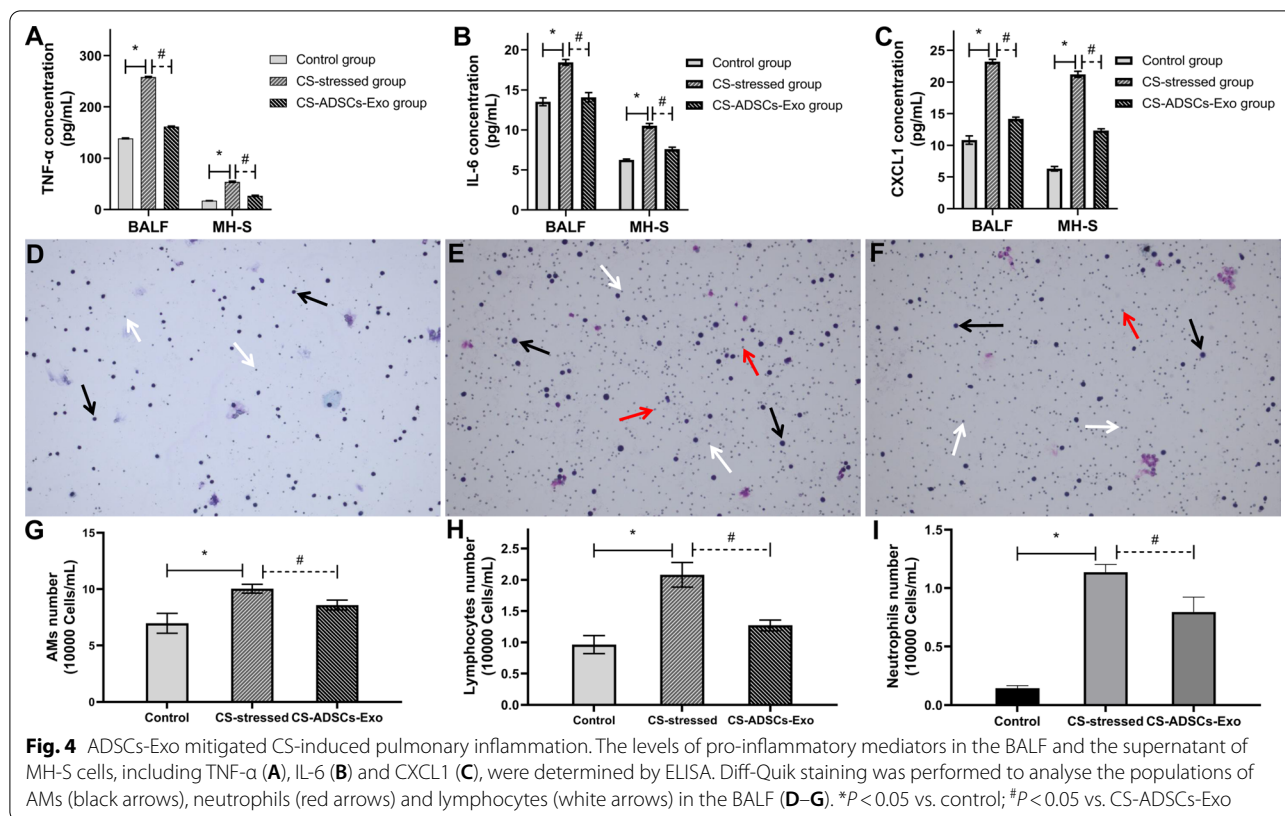 A
TNF-α concentration
(pg/mL)
300
200
100
0
*
#
*
#
BALF
MH-S
Control group
CS-stressed group
CS-ADSCs-Exo group
B
IL-6 concentration
(pg/mL)
20
15
10
5
0
*
#
*
#
BALF
MH-S
Control group
CS-stressed group
CS-ADSCs-Exo group
C
CXCL1 concentration
(pg/mL)
25
20
15
10
5
0
*
#
*
#
BALF
MH-S
Control group
CS-stressed group
CS-ADSCs-Exo group
D
E
F
G
AMs number
(10000 Cells/mL)
15
10
5
0
*
#
Control
CS-stressed
CS-ADSCs-Exo
H
Lymphocytes number
(10000 Cells/mL)
2.5
2.0
1.5
1.0
0.5
0.0
*
#
Control
CS-stressed
CS-ADSCs-Exo
I
Neutrophils number
(10000 Cells/mL)
1.5
1.0
0.5
0.0
*
#
Control
CS-stressed
CS-ADSCs-Exo
Fig. 4 ADSCs-Exo mitigated CS-induced pulmonary inflammation. The levels of pro-inflammatory mediators in the BALF and the supernatant of
MH-S cells, including TNF-α (A), IL-6 (B) and CXCL1 (C), were determined by ELISA. Diff-Quik staining was performed to analyse the populations of
AMs (black arrows), neutrophils (red arrows) and lymphocytes (white arrows) in the BALF (D–G). *P < 0.05 vs. control; #P < 0.05 vs. CS-ADSCs-Exo